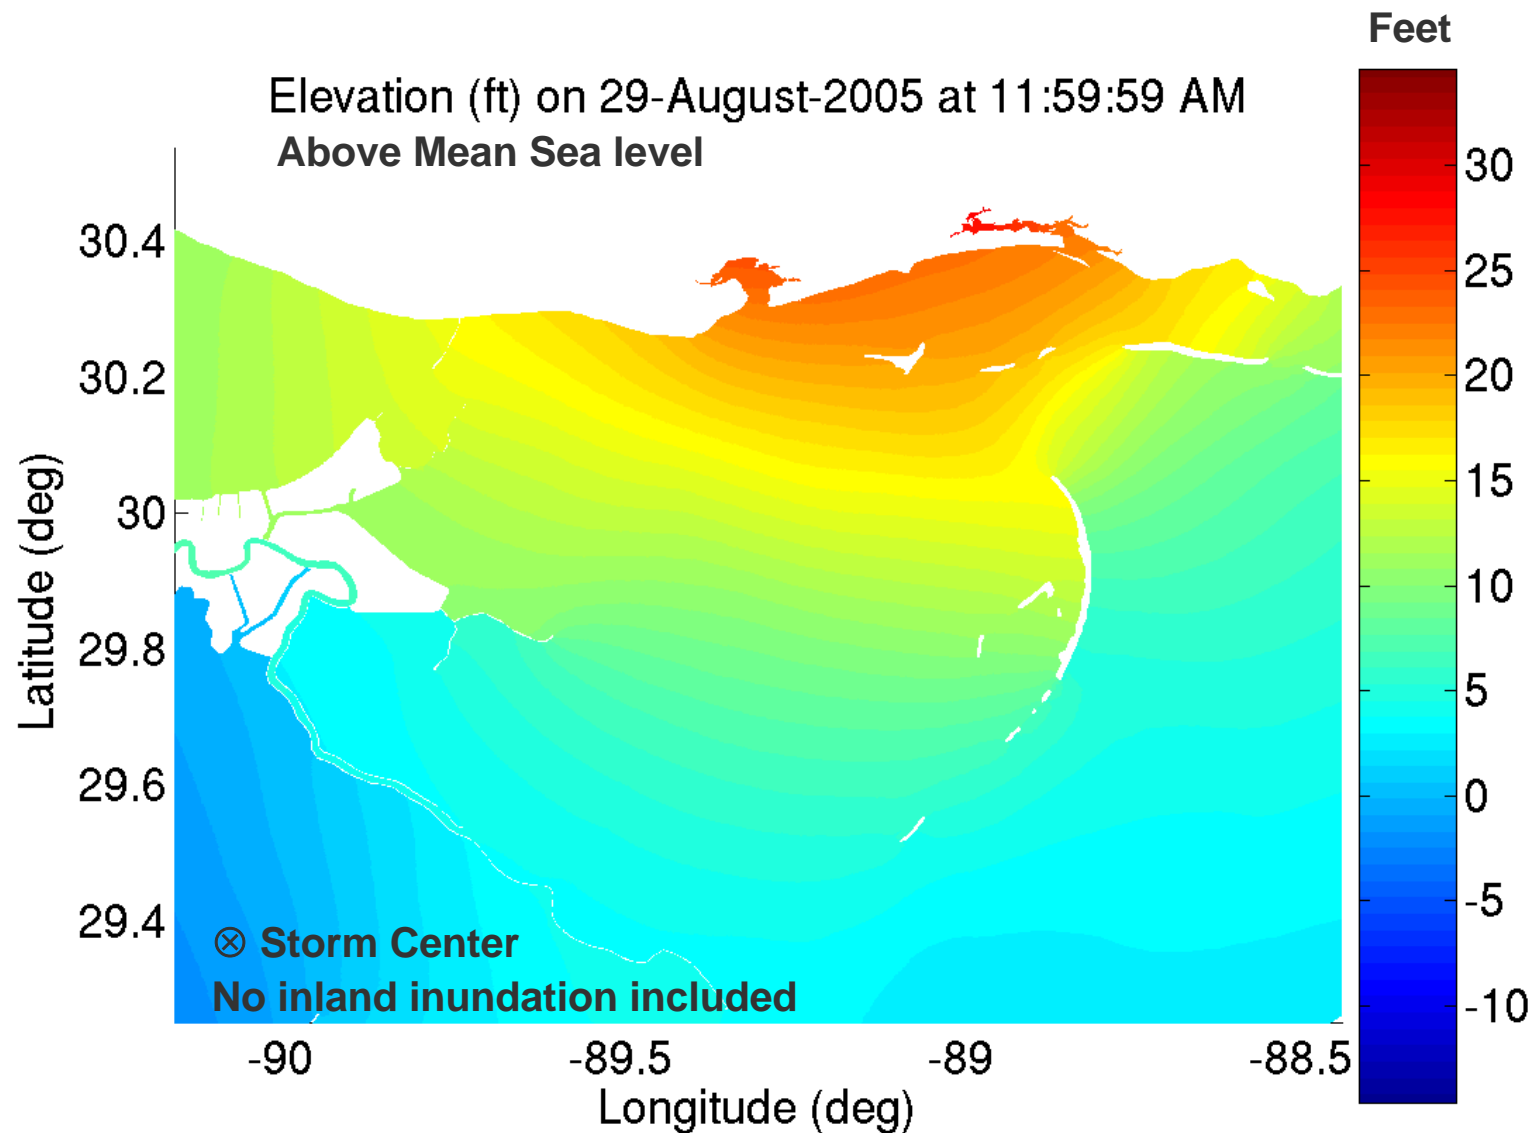 Feet
Elevation (ft) on 29-August-2005 at 11:59:59 AM
Above Mean Sea level
30
25
20
15
10
5
0
-5
-10
30.4
30.2
30
29.8
29.6
29.4
Latitude (deg)
⊗ Storm Center
No inland inundation included
-90
-89.5
-89
-88.5
Longitude (deg)